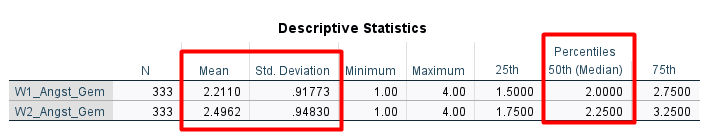 Descriptive Statistics
Percentiles
N Mean Std. Deviation Minimum Maximum 25th 50th (Median) 75th
W1_Angst_Gem 333 2.2110 .91773 1.00 4.00 1.5000 2.0000 2.7500
W2_Angst_Gem 333 2.4962 .94830 1.00 4.00 1.7500 2.2500 3.2500